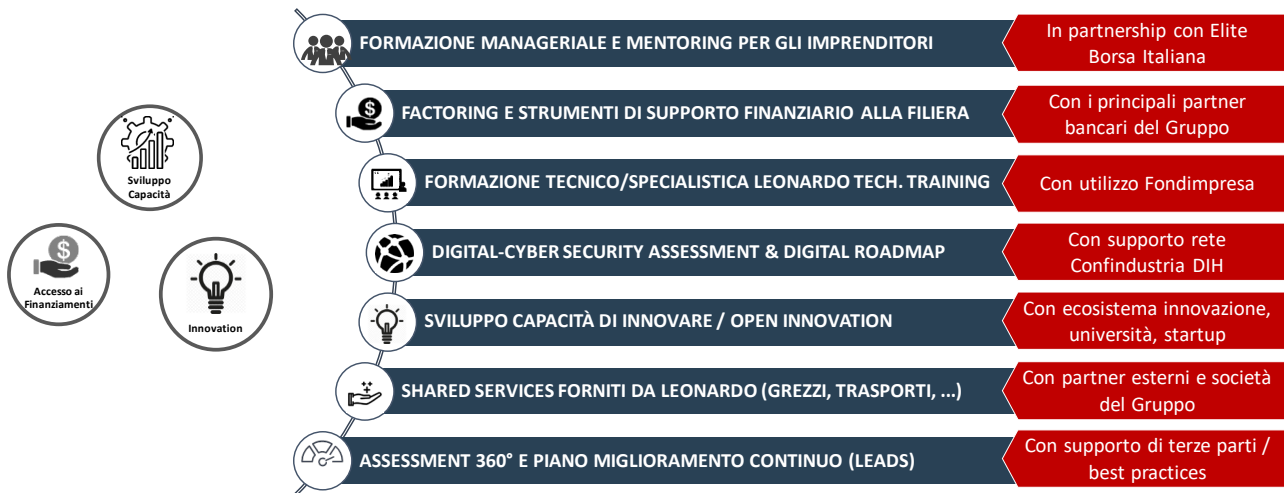 Sviluppo
Capacità
Accesso ai
Finanziamenti
Innovation
FORMAZIONE MANAGERIALE E MENTORING PER GLI IMPRENDITORI
In partnership con Elite
Borsa Italiana
FACTORING E STRUMENTI DI SUPPORTO FINANZIARIO ALLA FILIERA
Con i principali partner
bancari del Gruppo
FORMAZIONE TECNICO/SPECIALISTICA LEONARDO TECH. TRAINING
Con utilizzo Fondimpresa
DIGITAL-CYBER SECURITY ASSESSMENT & DIGITAL ROADMAP
Con supporto rete
Confindustria DIH
SVILUPPO CAPACITÀ DI INNOVARE / OPEN INNOVATION
Con ecosistema innovazione,
università, startup
SHARED SERVICES FORNITI DA LEONARDO (GREZZI, TRASPORTI, ...)
Con partner esterni e società
del Gruppo
ASSESSMENT 360° E PIANO MIGLIORAMENTO CONTINUO (LEADS)
Con supporto di terze parti /
best practices